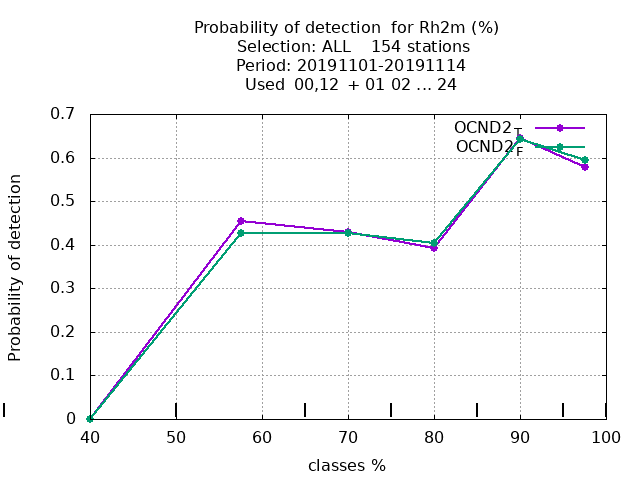 Probability of detection  for Rh2m (%)
Selection: ALL    154 stations
Period: 20191101-20191114
Used  00,12  + 01 02 ... 24
OCND2T
OCND2F
0.7
0.6
0.5
0.4
0.3
0.2
0.1
0
Probability of detection
40 50 60 70 80 90 100
classes %